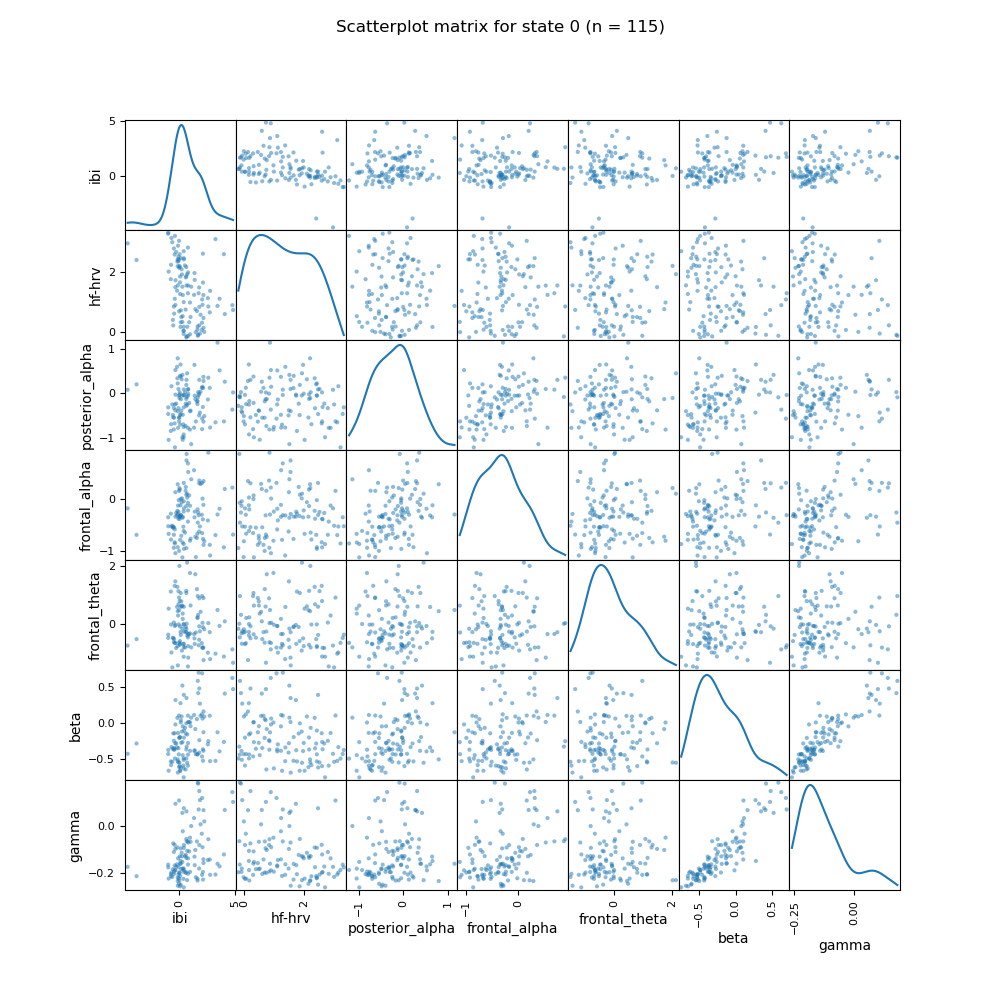 Scatterplot matrix for state 0 (n = 115)
5
0
ibi
2
0
hf-hrv
1
0
−1
posterior_alpha
0
−1
frontal_alpha
2
0
frontal_theta
0.5
0.0
−0.5
beta
0.0
−0.2
gamma
0
5
ibi
0
2
hf-hrv
−1
0
1
posterior_alpha
−1
0
frontal_alpha
0
2
frontal_theta
−0.5
0.0
0.5
beta
−0.25
0.00
gamma